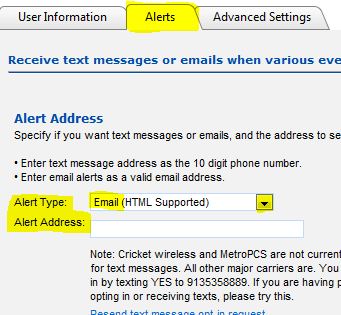 User Information Alerts Advanced Settings
Receive text messages or emails when various eve
Alert Address
Specify if you want text messages or emails, and the address to se
• Enter text message address as the 10 digit phone number.
• Enter email alerts as a valid email address.
Alert Type: Email (HTML Supported)
Alert Address:
Note: Cricket wireless and MetroPCS are not current
for text messages. All other major carriers are. You
in by texting YES to 9135358889. If you are having p
opting in or receiving texts, please try this.
Resend text message opt-in request